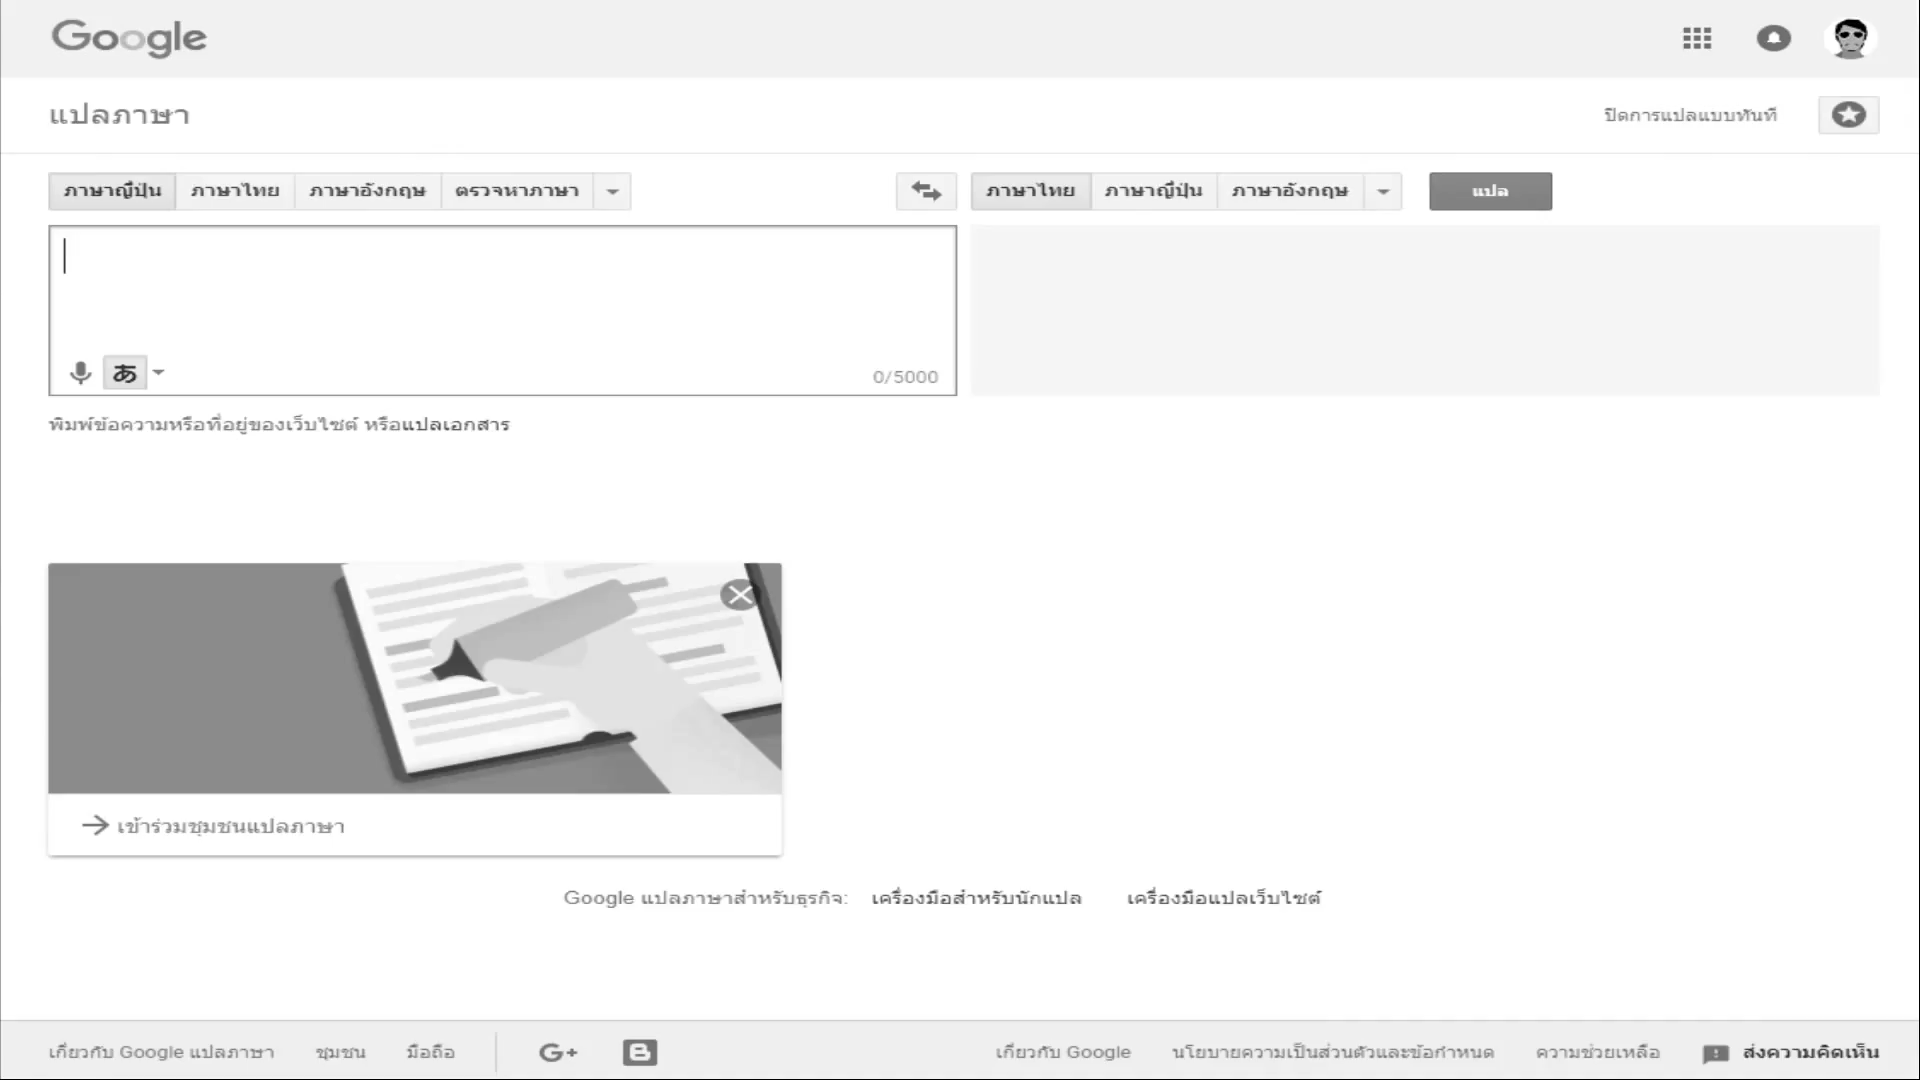 Google
แปลภาษา
ปิดการแปลแบบทันที
ภาษาญี่ปุ่น ภาษาไทย ภาษาอังกฤษ ตรวจหาภาษา
ภาษาไทย ภาษาญี่ปุ่น ภาษาอังกฤษ แปล
あ
0/5000
พิมพ์ข้อความหรือที่อยู่ของเว็บไซต์ หรือแปลเอกสาร
เข้าร่วมชุมชนแปลภาษา
Google แปลภาษาสำหรับธุรกิจ: เครื่องมือสำหรับนักแปล เครื่องมือแปลเว็บไซต์
เกี่ยวกับ Google แปลภาษา ชุมชน มือถือ G+ B เกี่ยวกับ Google นโยบายความเป็นส่วนตัวและข้อกำหนด ความช่วยเหลือ ส่งความคิดเห็น